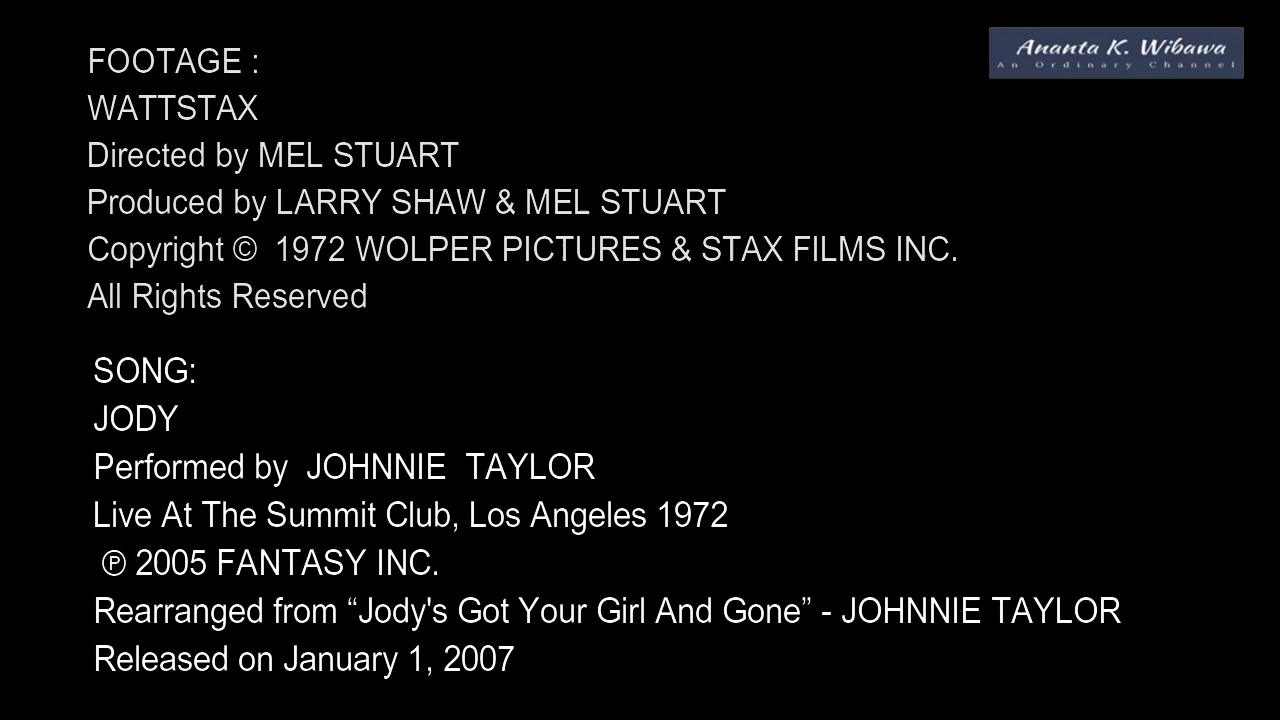 FOOTAGE :
WATTSTAX
Directed by MEL STUART
Produced by LARRY SHAW & MEL STUART
Copyright © 1972 WOLPER PICTURES & STAX FILMS INC.
All Rights Reserved
Ananta K. Wibawa
An Ordinary Channel
SONG:
JODY
Performed by JOHNNIE TAYLOR
Live At The Summit Club, Los Angeles 1972
℗ 2005 FANTASY INC.
Rearranged from “Jody's Got Your Girl And Gone” - JOHNNIE TAYLOR
Released on January 1, 2007